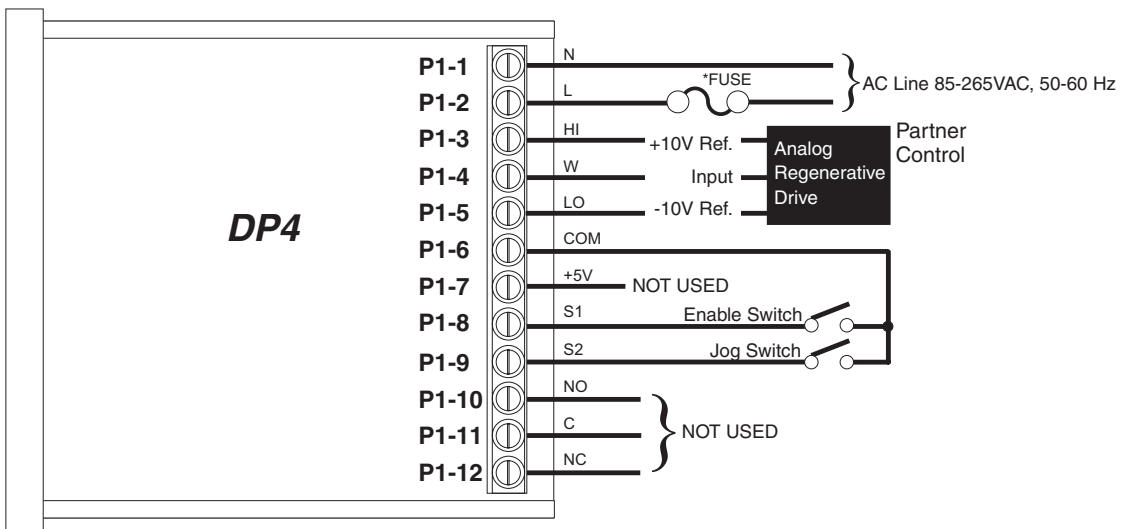 DP4
P1-1 N
P1-2 L *FUSE
AC Line 85-265VAC, 50-60 Hz
P1-3 HI +10V Ref.
P1-4 W Input
P1-5 LO -10V Ref.
Analog
Regenerative
Drive
Partner
Control
P1-6 COM
P1-7 +5V NOT USED
P1-8 S1 Enable Switch
P1-9 S2 Jog Switch
P1-10 NO
P1-11 C
P1-12 NC
NOT USED